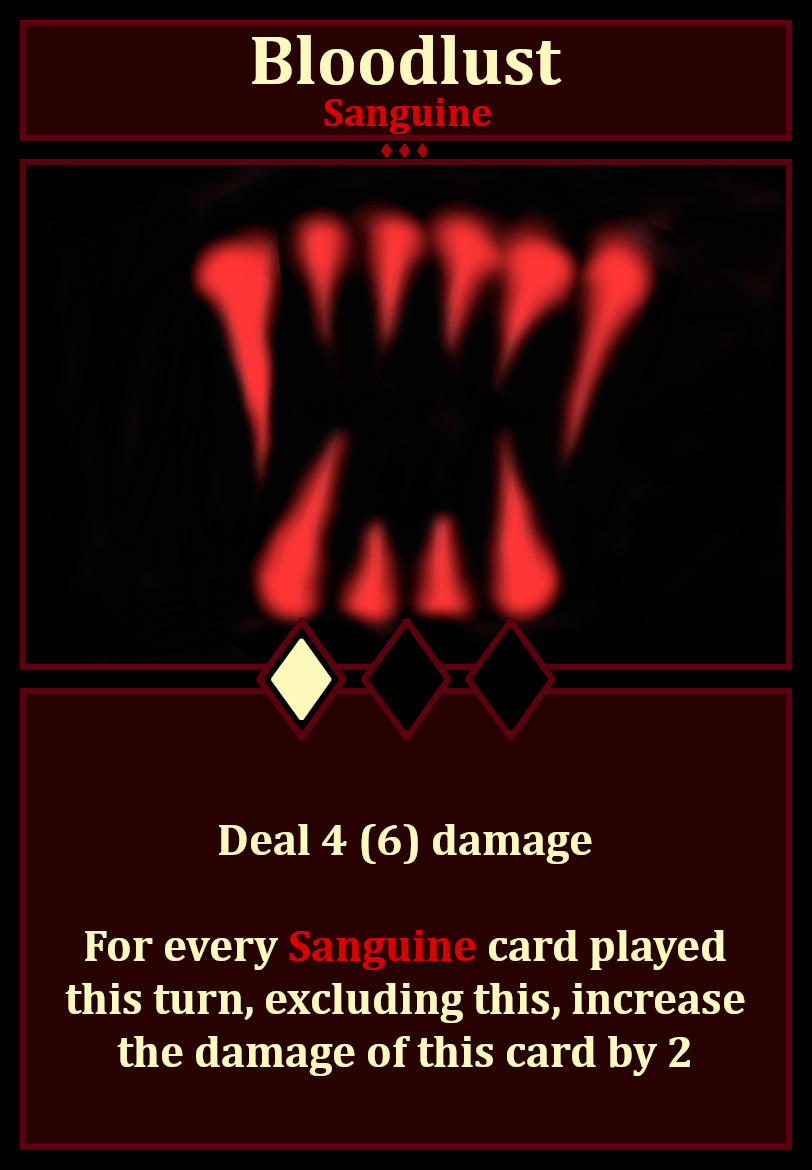 Bloodlust
Sanguine
Deal 4 (6) damage
For every Sanguine card played
this turn, excluding this, increase
the damage of this card by 2